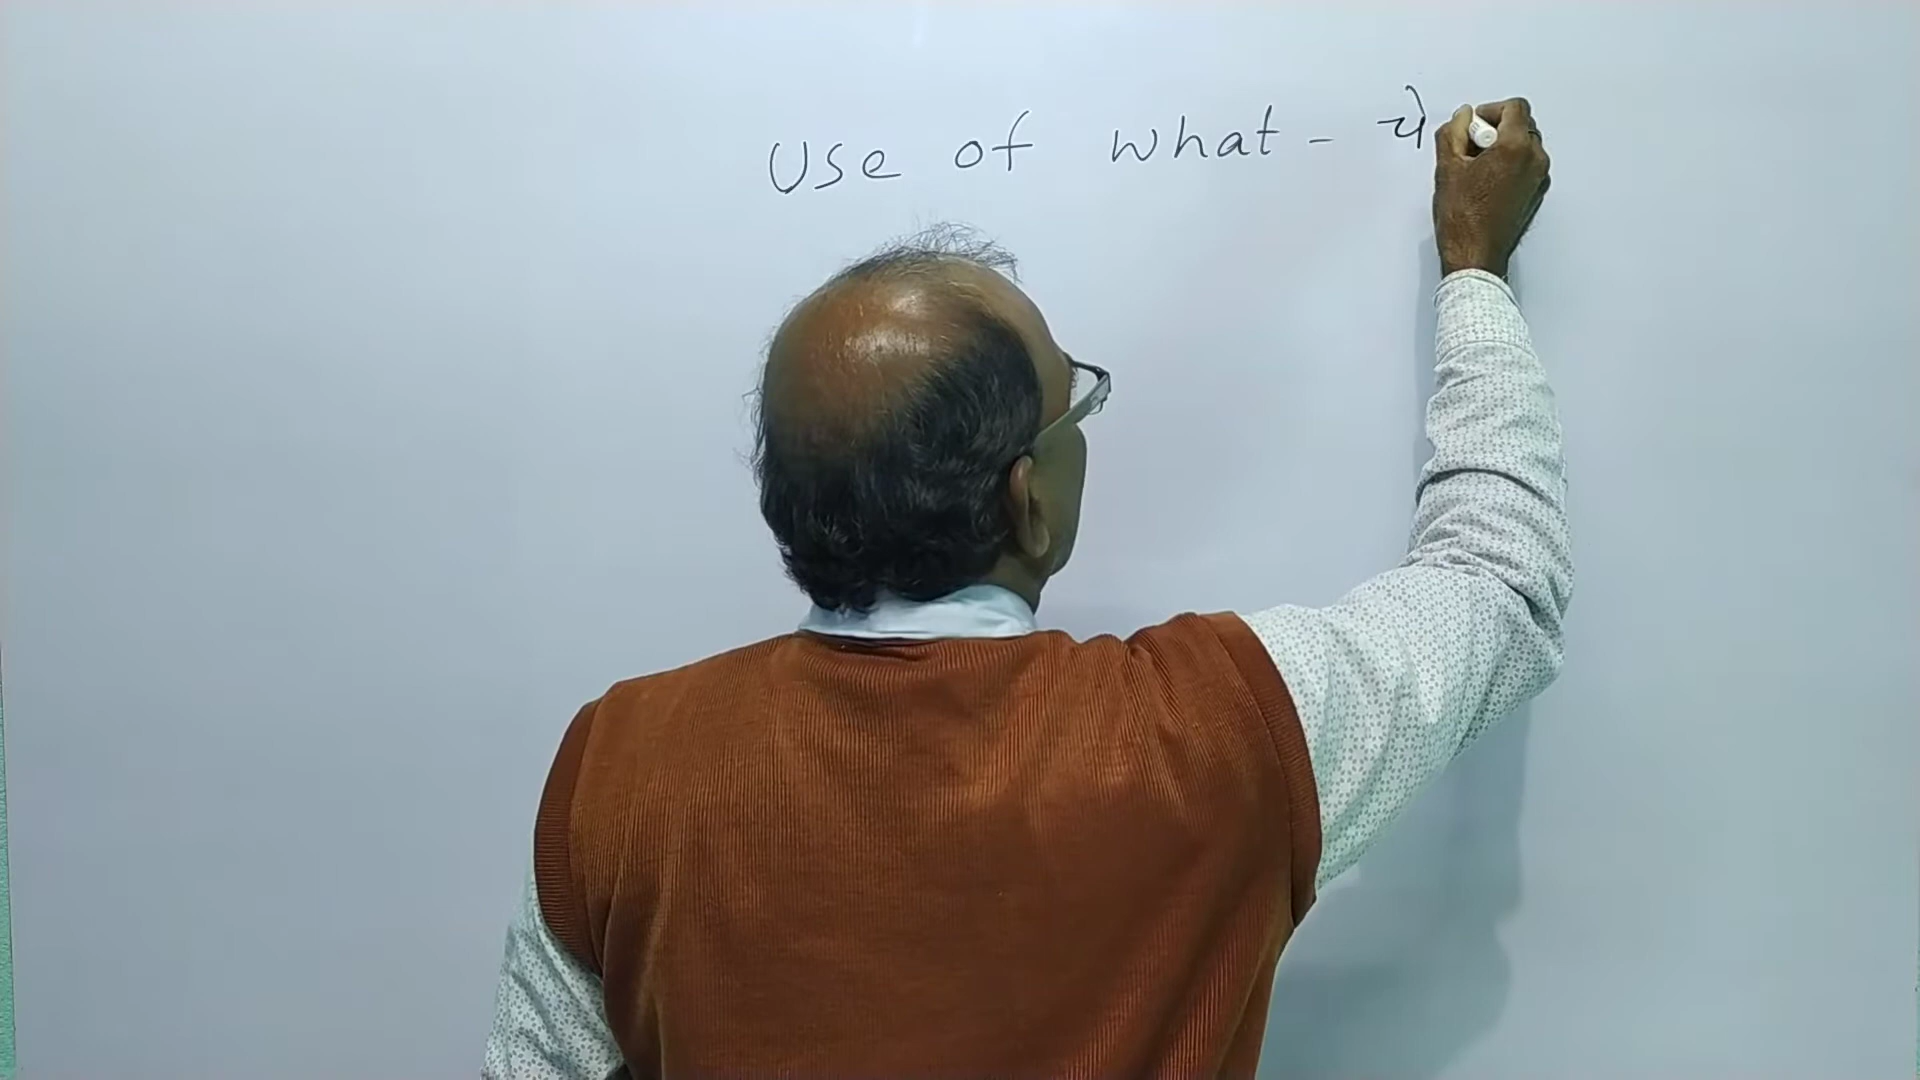 Use of what - ये